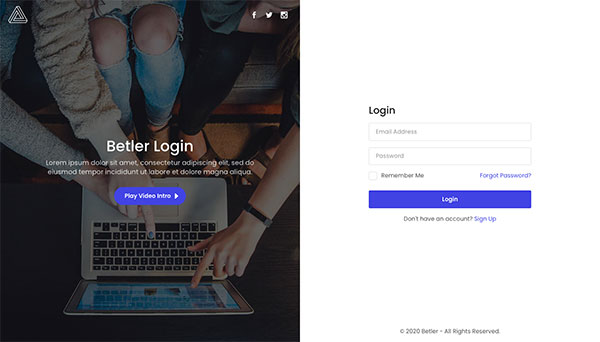 Betler Login
Lorem ipsum dolor sit amet, consectetur adipiscing elit, sed do
eiusmod tempor incididunt ut labore et dolore magna aliqua.
Play Video Intro
Login
Email Address
Password
Remember Me
Forgot Password?
Login
Don't have an account? Sign Up
© 2020 Betler - All Rights Reserved.